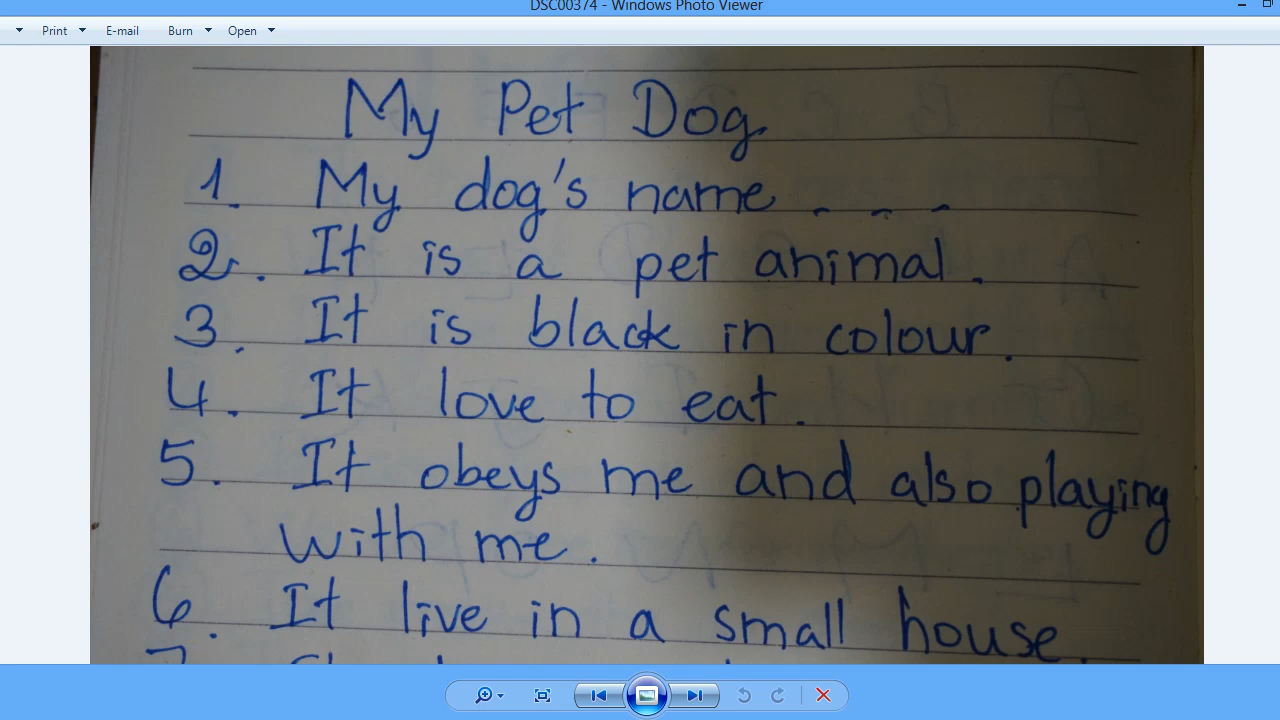 DSC00374 - Windows Photo Viewer
Print E-mail Burn Open
My Pet Dog
1. My dog's name - - -
2. It is a pet animal.
3. It is black in colour.
4. It love to eat.
5. It obeys me and also playing
with me.
6. It live in a small house.
7.